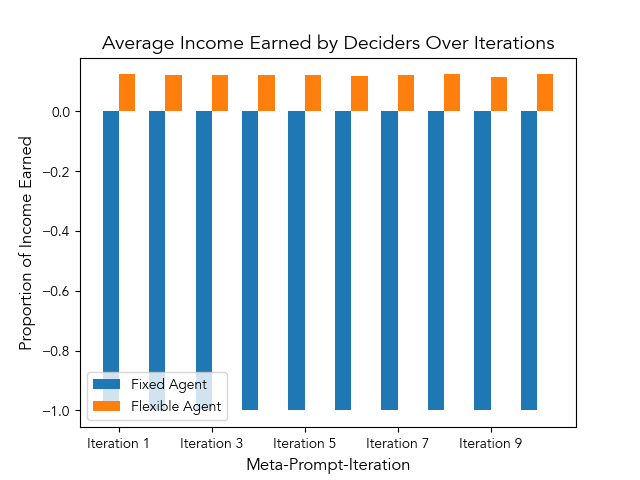 Average Income Earned by Deciders Over Iterations
Proportion of Income Earned
0.0
−0.2
−0.4
−0.6
−0.8
−1.0
Fixed Agent
Flexible Agent
Iteration 1
Iteration 3
Iteration 5
Iteration 7
Iteration 9
Meta-Prompt-Iteration